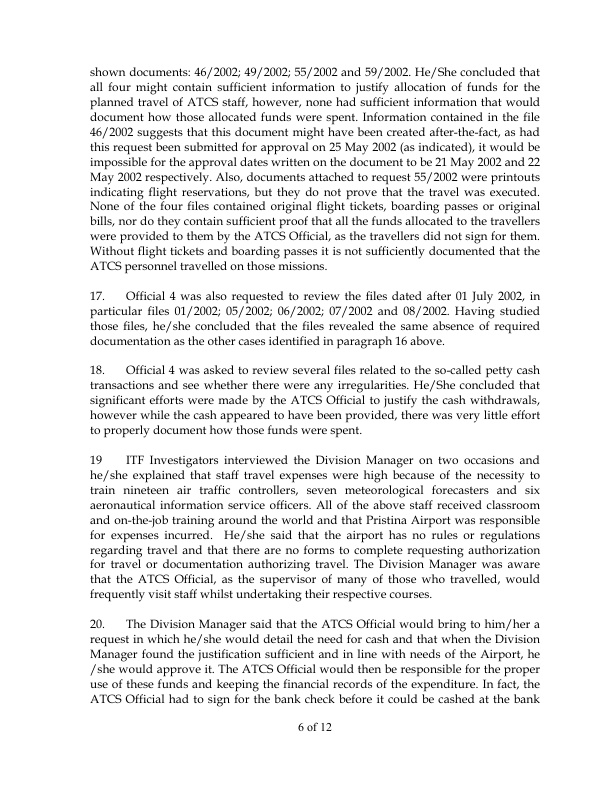 shown documents: 46/2002; 49/2002; 55/2002 and 59/2002. He/She concluded that
all four might contain sufficient information to justify allocation of funds for the
planned travel of ATCS staff, however, none had sufficient information that would
document how those allocated funds were spent. Information contained in the file
46/2002 suggests that this document might have been created after-the-fact, as had
this request been submitted for approval on 25 May 2002 (as indicated), it would be
impossible for the approval dates written on the document to be 21 May 2002 and 22
May 2002 respectively. Also, documents attached to request 55/2002 were printouts
indicating flight reservations, but they do not prove that the travel was executed.
None of the four files contained original flight tickets, boarding passes or original
bills, nor do they contain sufficient proof that all the funds allocated to the travellers
were provided to them by the ATCS Official, as the travellers did not sign for them.
Without flight tickets and boarding passes it is not sufficiently documented that the
ATCS personnel travelled on those missions.
17. Official 4 was also requested to review the files dated after 01 July 2002, in
particular files 01/2002; 05/2002; 06/2002; 07/2002 and 08/2002. Having studied
those files, he/she concluded that the files revealed the same absence of required
documentation as the other cases identified in paragraph 16 above.
18. Official 4 was asked to review several files related to the so-called petty cash
transactions and see whether there were any irregularities. He/She concluded that
significant efforts were made by the ATCS Official to justify the cash withdrawals,
however while the cash appeared to have been provided, there was very little effort
to properly document how those funds were spent.
19 ITF Investigators interviewed the Division Manager on two occasions and
he/she explained that staff travel expenses were high because of the necessity to
train nineteen air traffic controllers, seven meteorological forecasters and six
aeronautical information service officers. All of the above staff received classroom
and on-the-job training around the world and that Pristina Airport was responsible
for expenses incurred. He/she said that the airport has no rules or regulations
regarding travel and that there are no forms to complete requesting authorization
for travel or documentation authorizing travel. The Division Manager was aware
that the ATCS Official, as the supervisor of many of those who travelled, would
frequently visit staff whilst undertaking their respective courses.
20. The Division Manager said that the ATCS Official would bring to him/her a
request in which he/she would detail the need for cash and that when the Division
Manager found the justification sufficient and in line with needs of the Airport, he
/she would approve it. The ATCS Official would then be responsible for the proper
use of these funds and keeping the financial records of the expenditure. In fact, the
ATCS Official had to sign for the bank check before it could be cashed at the bank
6 of 12